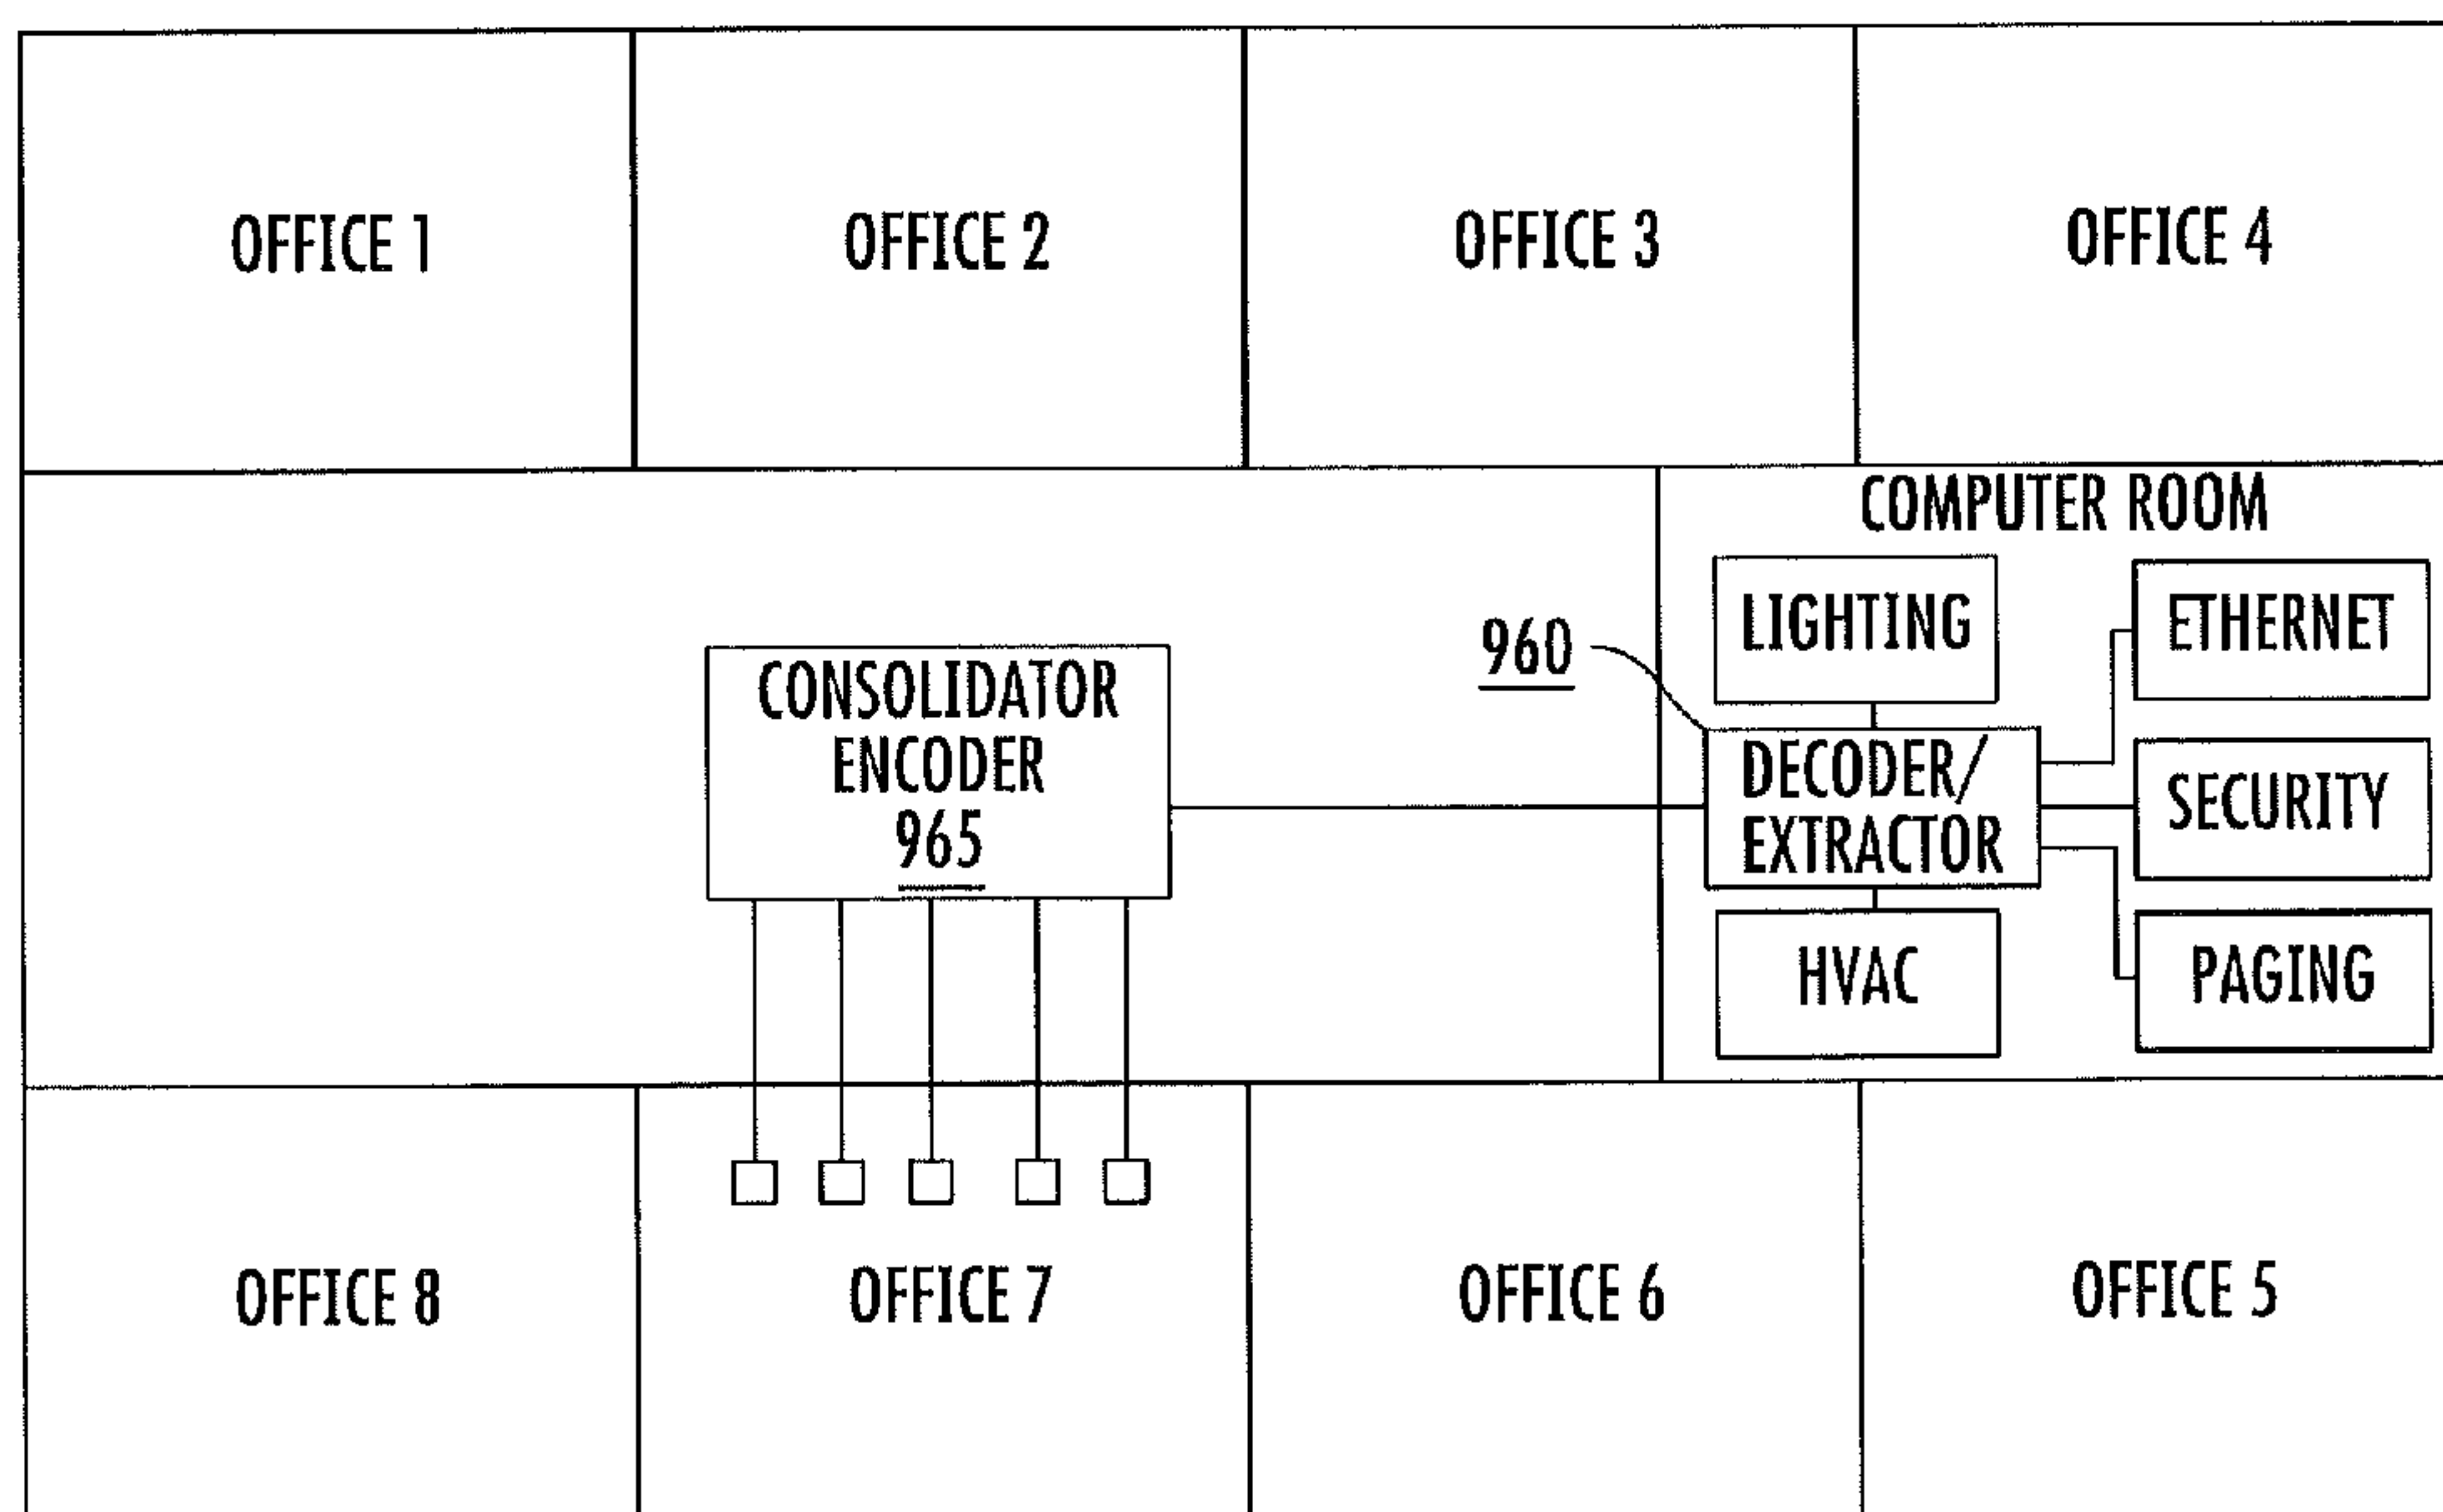 OFFICE 1
OFFICE 2
OFFICE 3
OFFICE 4
COMPUTER ROOM
CONSOLIDATOR
ENCODER
965
960
LIGHTING
ETHERNET
DECODER/
EXTRACTOR
SECURITY
HVAC
PAGING
OFFICE 8
OFFICE 7
OFFICE 6
OFFICE 5